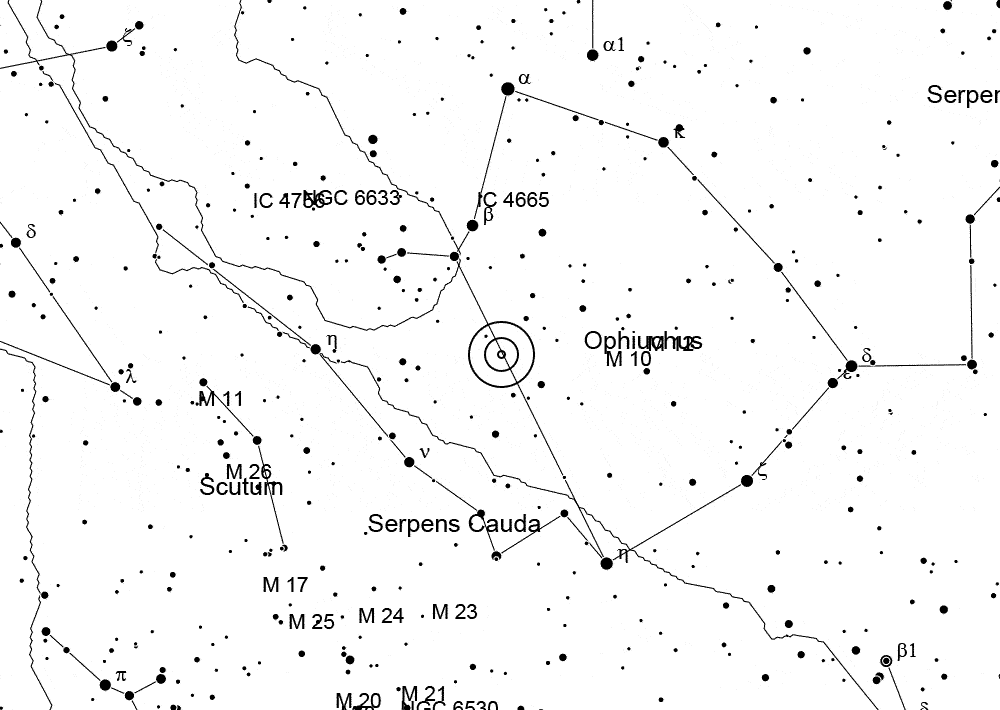 ζ
α1
α
Serpen
κ
IC 4756
NGC 6633
IC 4665
β
δ
η
Ophiuchus
M 12
M 10
δ
ε
λ
M 11
ν
ζ
M 26
Scutum
Serpens Cauda
η
M 17
M 25
M 24
M 23
β1
π
M 20
M 21
NGC 6530
δ